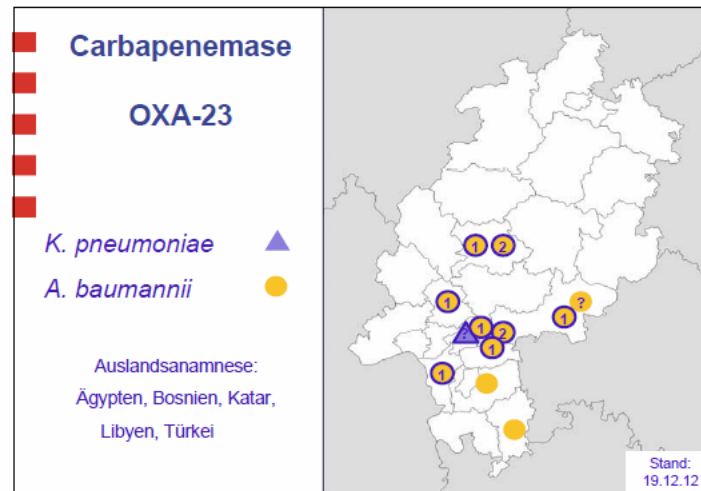 Carbapenemase
OXA-23
K. pneumoniae
A. baumannii
Auslandsanamnese:
Ägypten, Bosnien, Katar,
Libyen, Türkei
1 2
1
?
1
1
? 2
1
1
Stand:
19.12.12